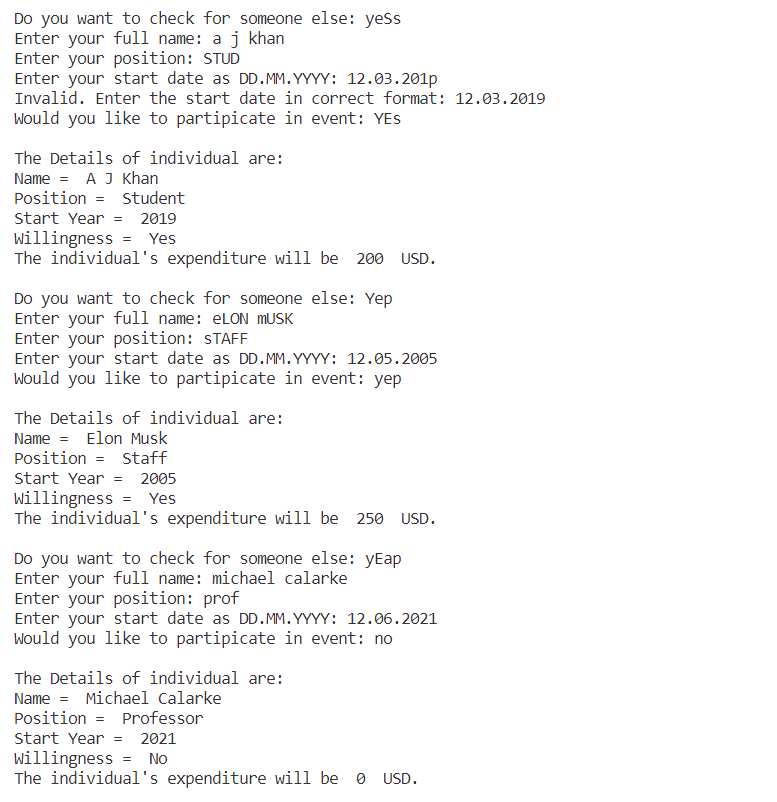 Do you want to check for someone else: yeSs
Enter your full name: a j khan
Enter your position: STUD
Enter your start date as DD.MM.YYYY: 12.03.201p
Invalid. Enter the start date in correct format: 12.03.2019
Would you like to partipicate in event: YEs
The Details of individual are:
Name =  A J Khan
Position =  Student
Start Year =  2019
Willingness =  Yes
The individual's expenditure will be  200  USD.
Do you want to check for someone else: Yep
Enter your full name: eLON mUSK
Enter your position: sTAFF
Enter your start date as DD.MM.YYYY: 12.05.2005
Would you like to partipicate in event: yep
The Details of individual are:
Name =  Elon Musk
Position =  Staff
Start Year =  2005
Willingness =  Yes
The individual's expenditure will be  250  USD.
Do you want to check for someone else: yEap
Enter your full name: michael calarke
Enter your position: prof
Enter your start date as DD.MM.YYYY: 12.06.2021
Would you like to partipicate in event: no
The Details of individual are:
Name =  Michael Calarke
Position =  Professor
Start Year =  2021
Willingness =  No
The individual's expenditure will be  0  USD.